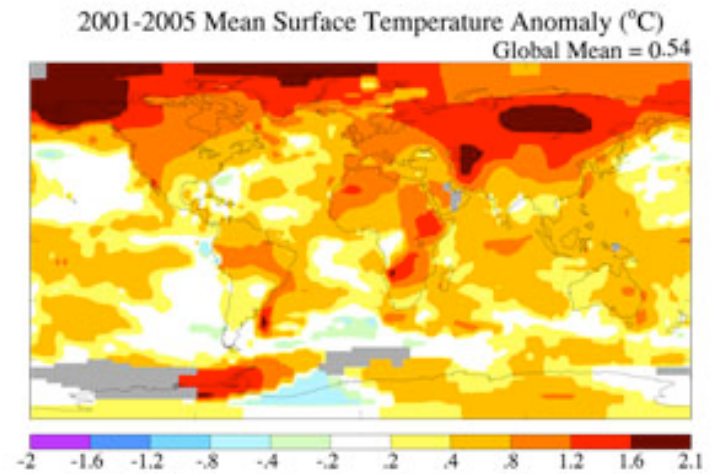 2001-2005 Mean Surface Temperature Anomaly (°C)
Global Mean = 0.54
-2 -1.6 -1.2 -.8 -.4 -.2 .2 .4 .8 1.2 1.6 2.1